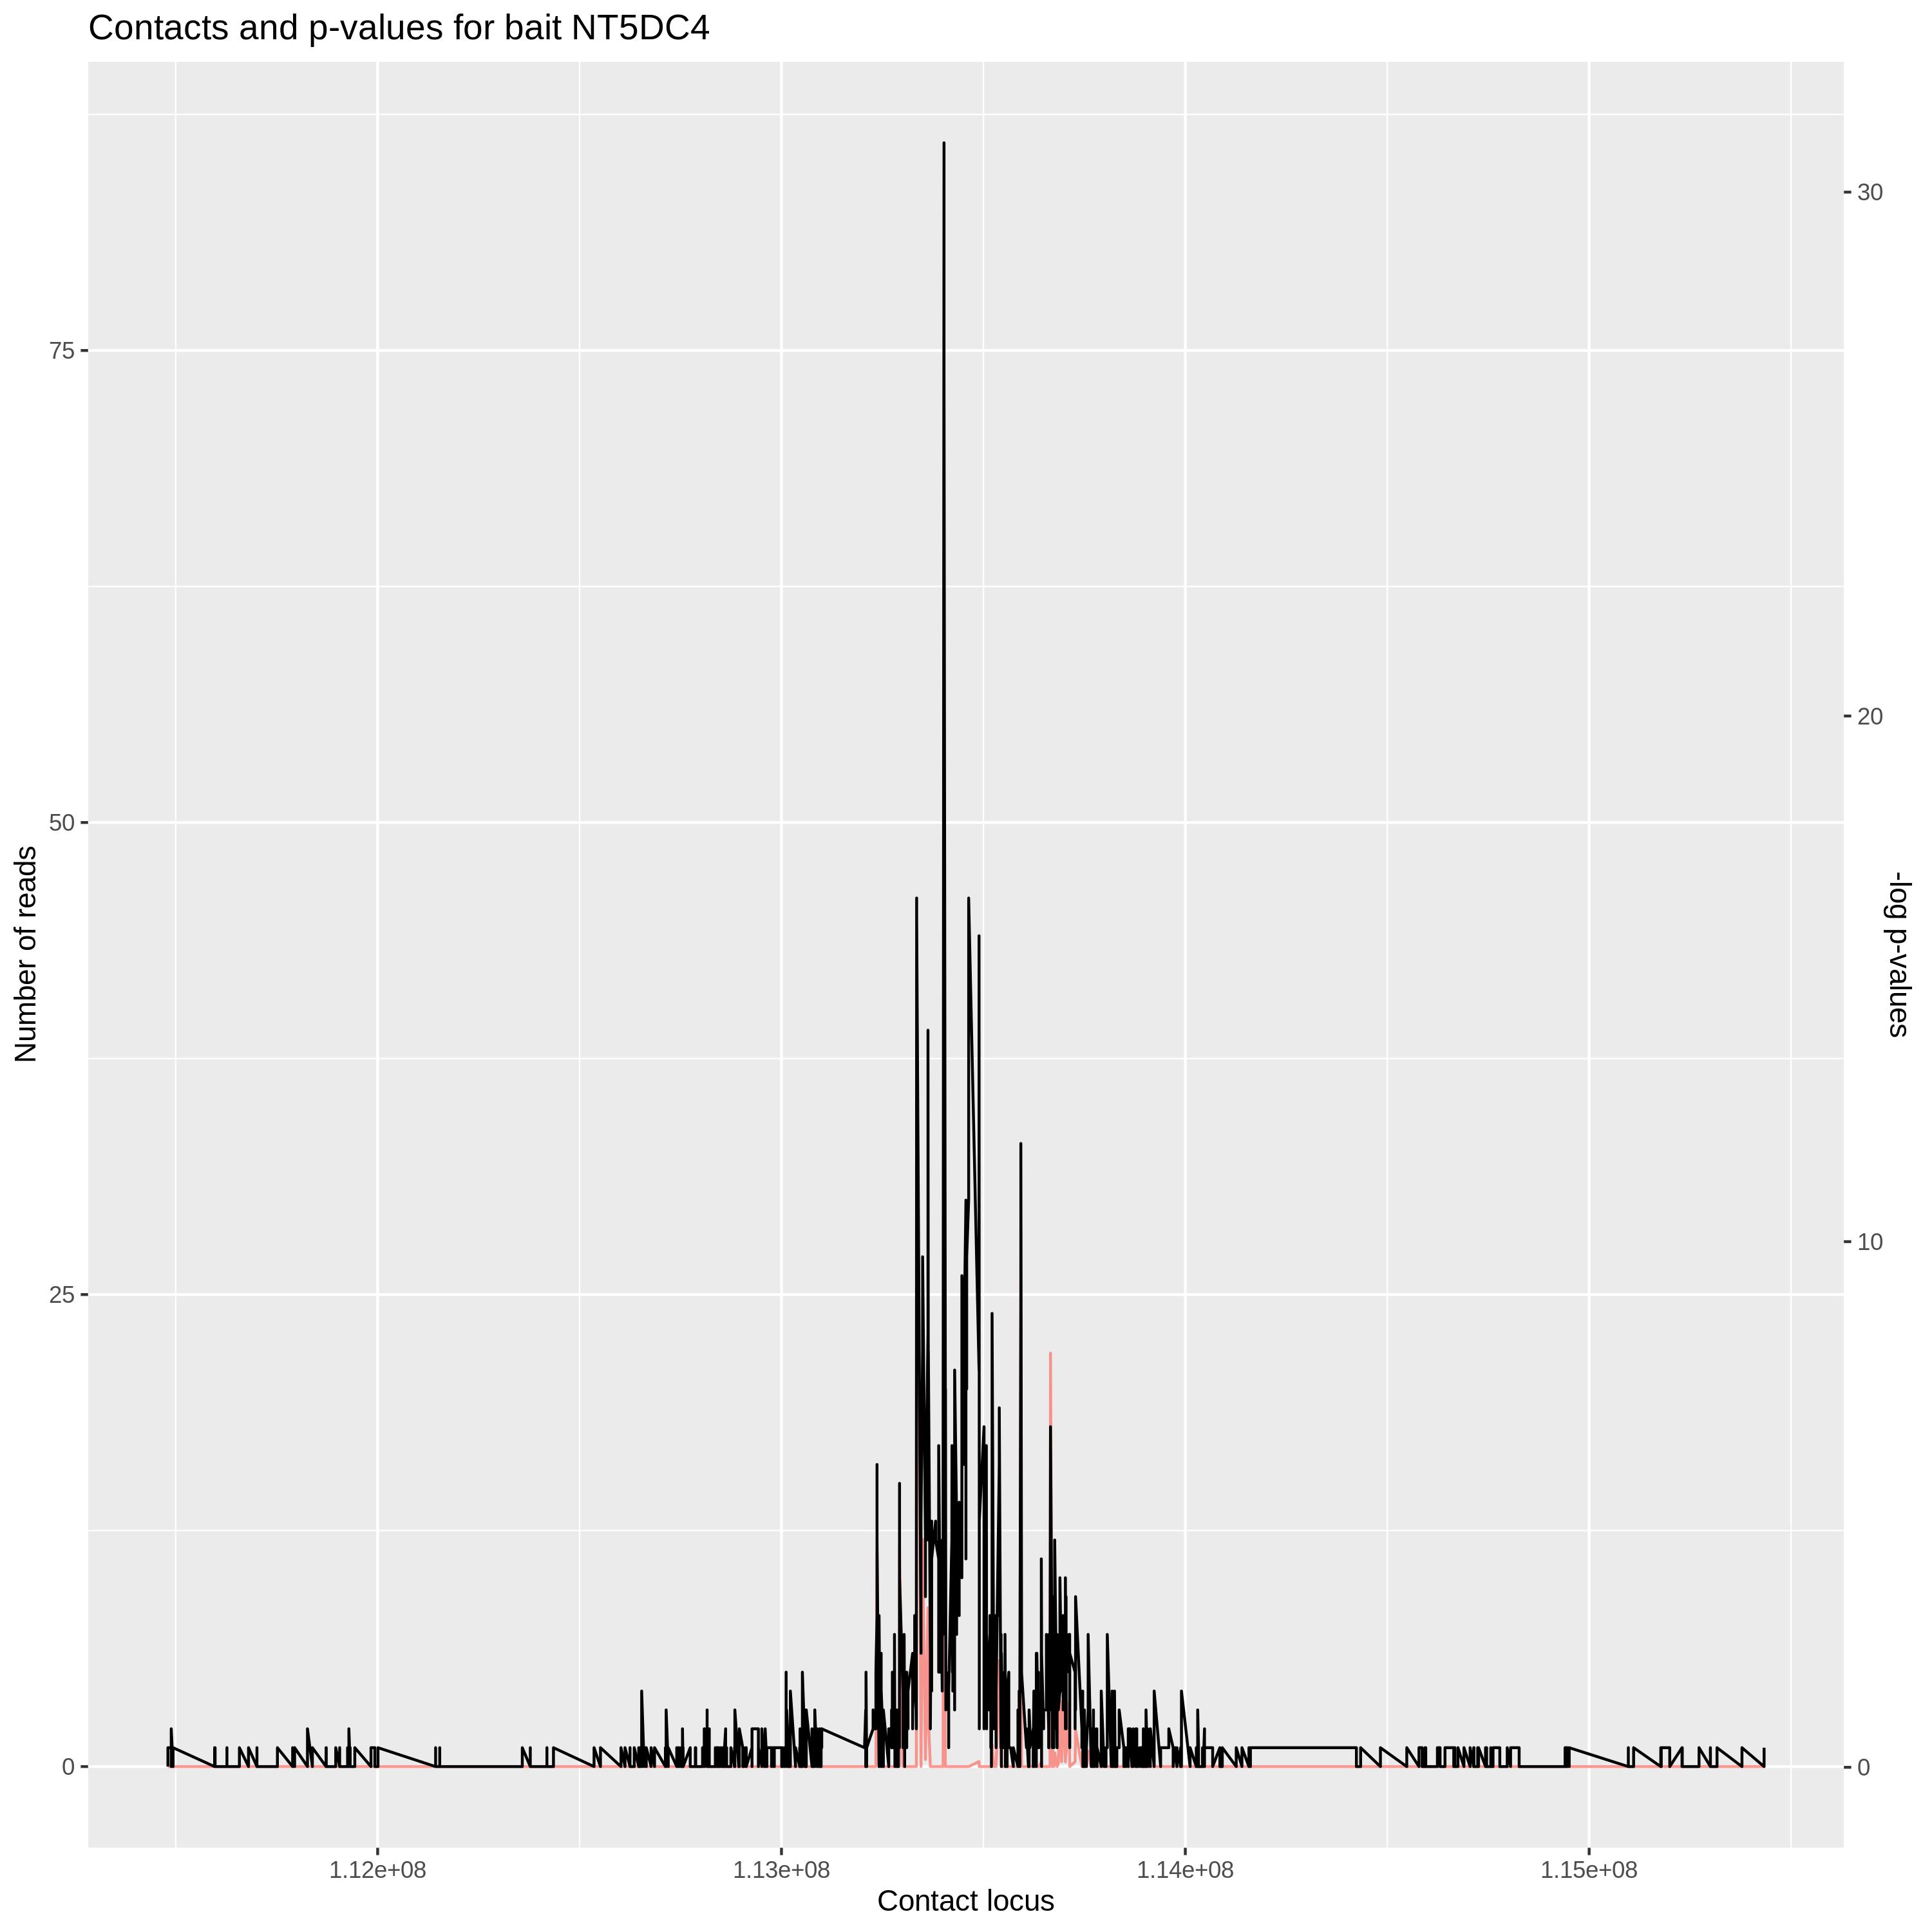 Contacts and p-values for bait NT5DC4
75
50
25
0
Number of reads
30
20
10
0
-log p-values
1.12e+08
1.13e+08
1.14e+08
1.15e+08
Contact locus